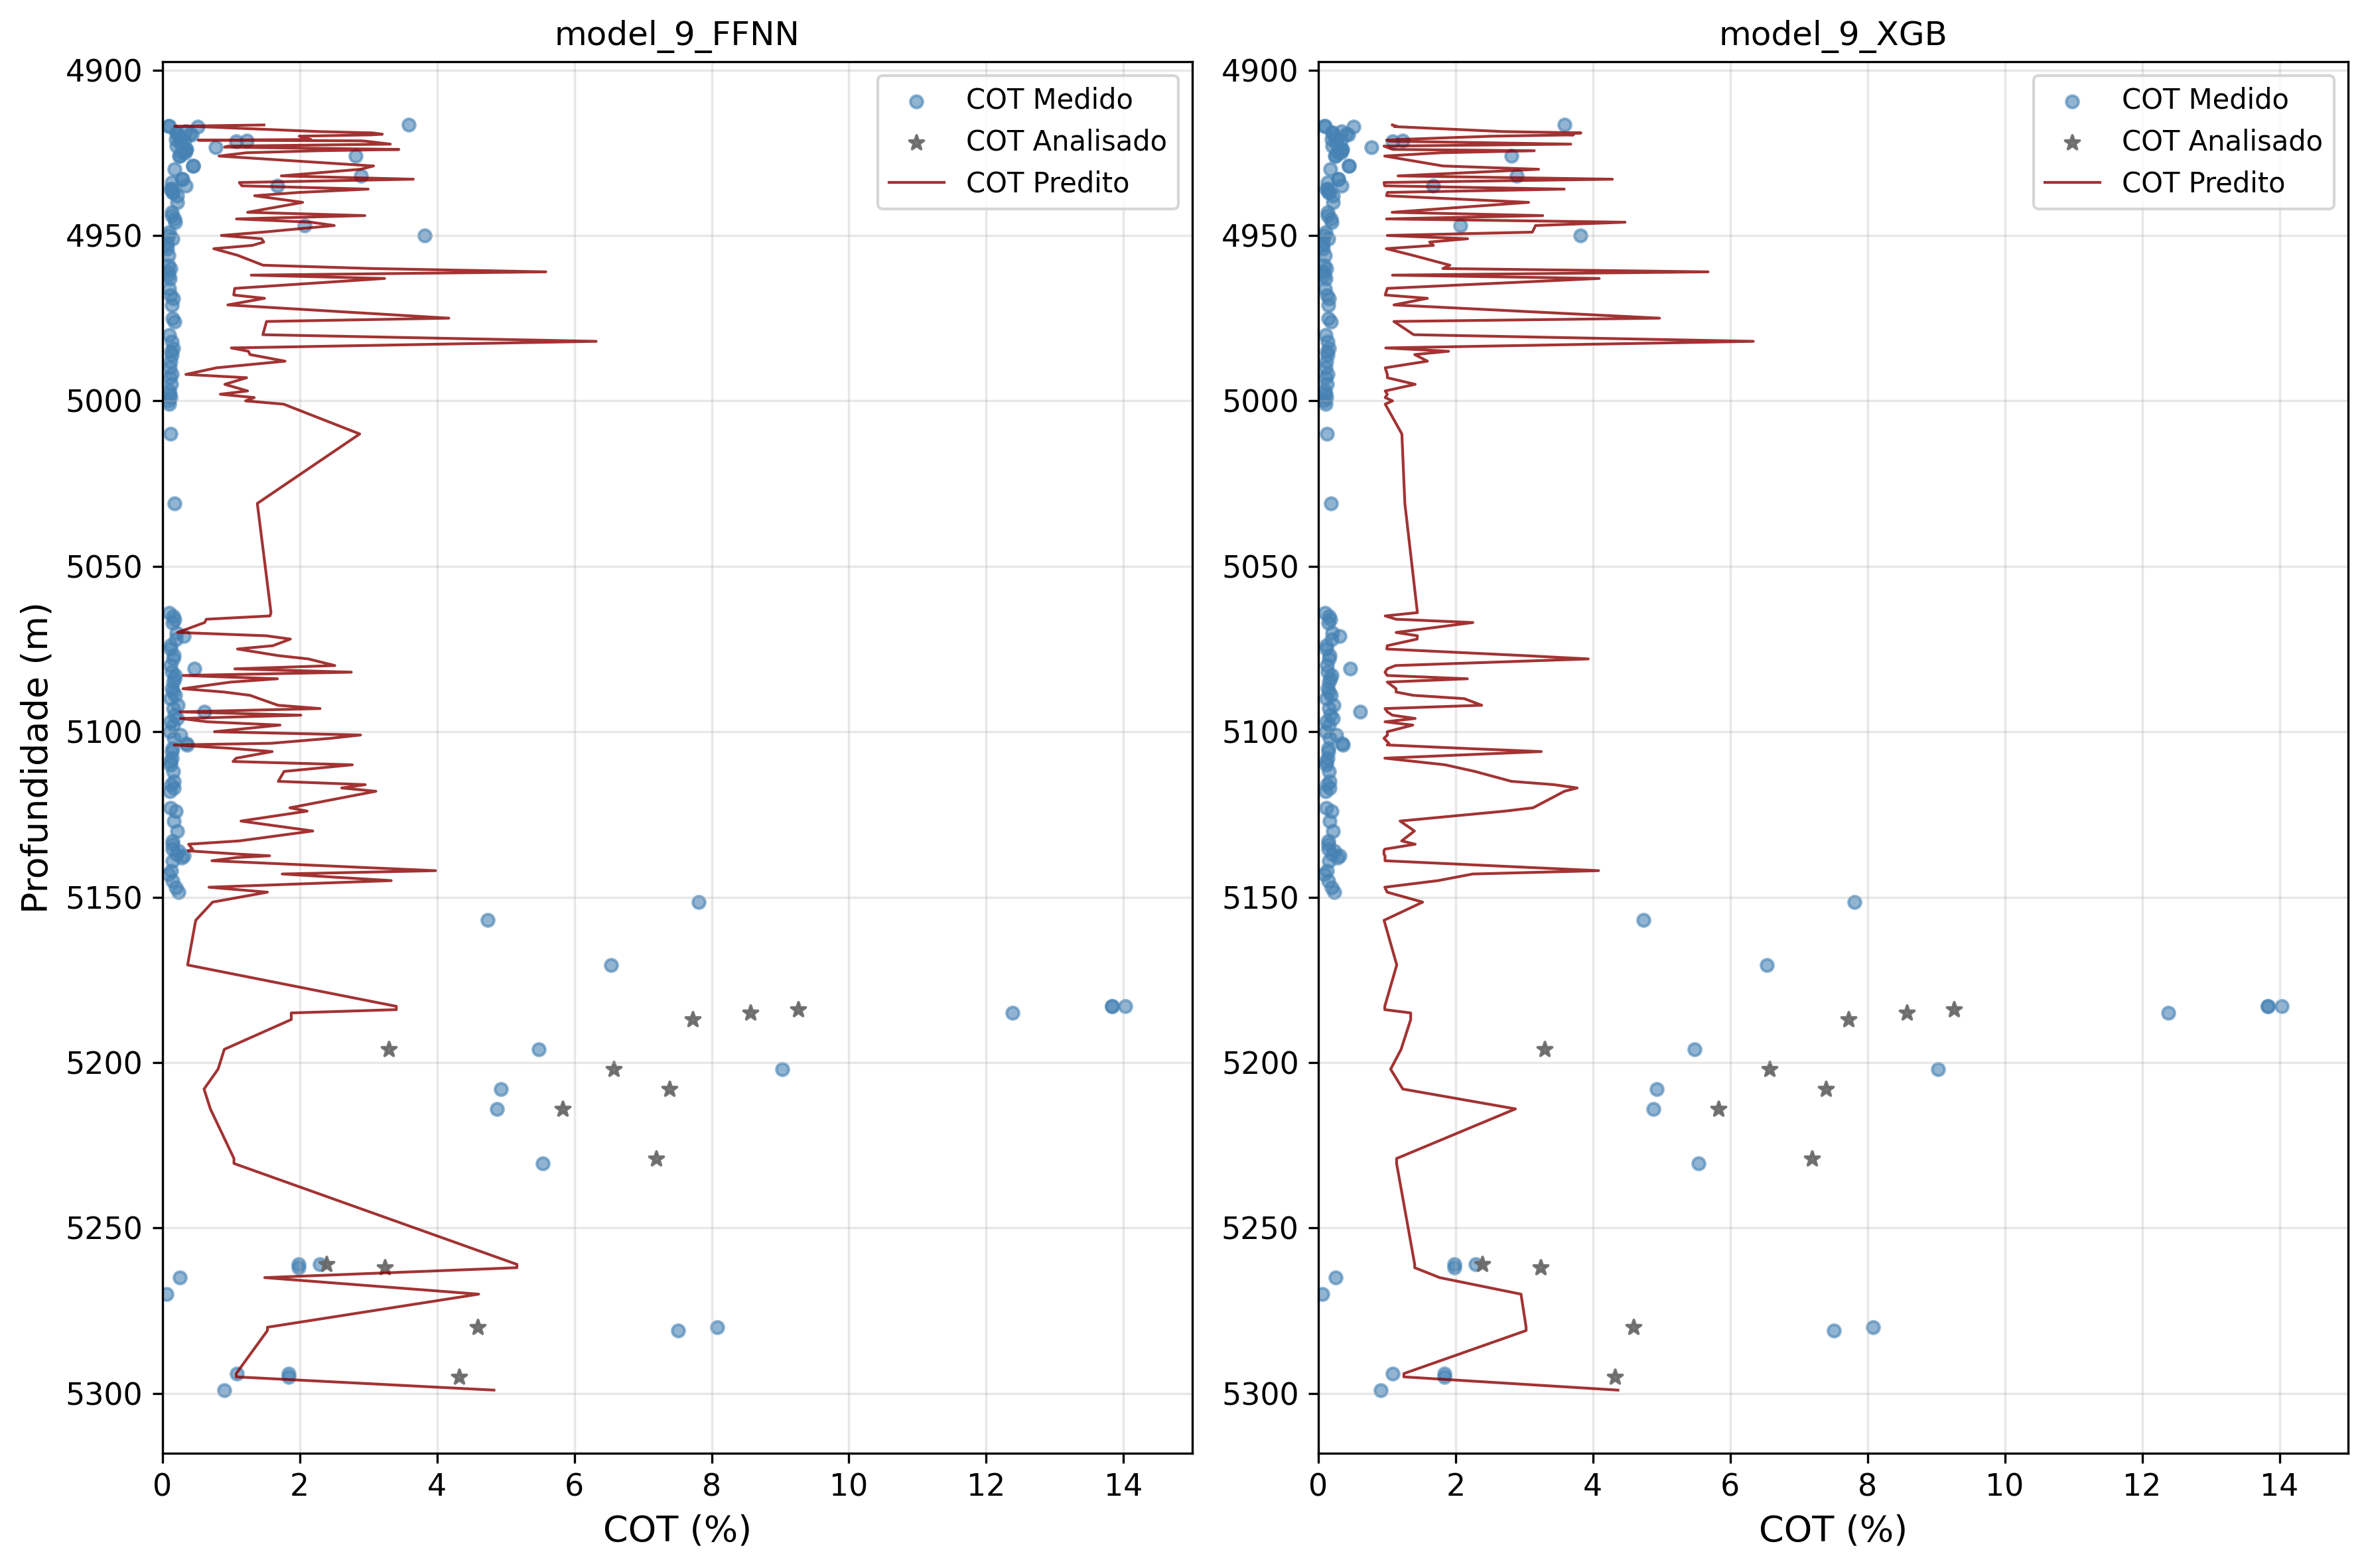 model_9_FFNN
COT Medido
COT Analisado
COT Predito
4900
4950
5000
5050
5100
5150
5200
5250
5300
Profundidade (m)
0 2 4 6 8 10 12 14
COT (%)
model_9_XGB
COT Medido
COT Analisado
COT Predito
4900
4950
5000
5050
5100
5150
5200
5250
5300
0 2 4 6 8 10 12 14
COT (%)